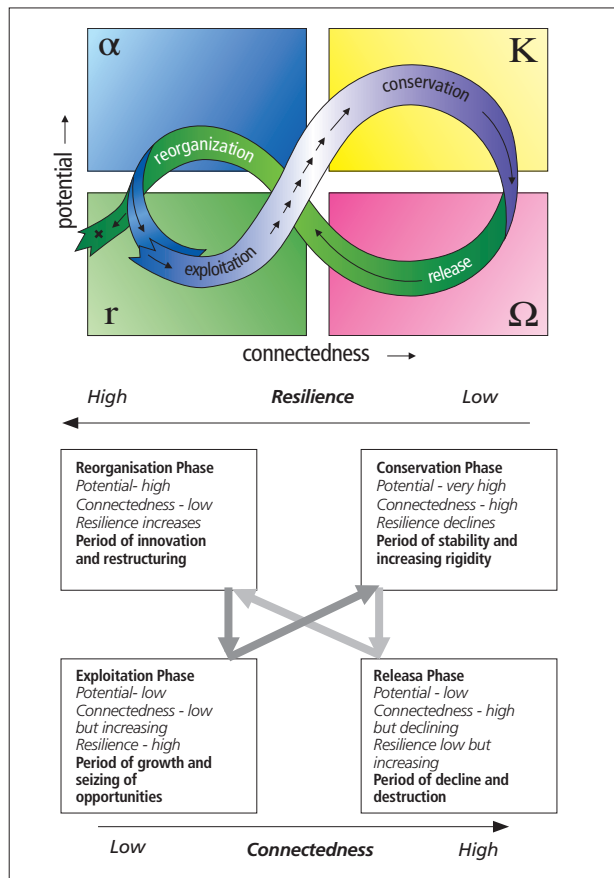 α
K
conservation
reorganization
potential
exploitation
release
r
Ω
connectedness
High Resilience Low
Reorganisation Phase
Potential- high
Connectedness - low
Resilience increases
Period of innovation
and restructuring
Conservation Phase
Potential - very high
Connectedness - high
Resilience declines
Period of stability and
increasing rigidity
Exploitation Phase
Potential- low
Connectedness - low
but increasing
Resilience - high
Period of growth and
seizing of
opportunities
Releasa Phase
Potential - low
Connectedness - high
but declining
Resilience low but
increasing
Period of decline and
destruction
Low Connectedness High